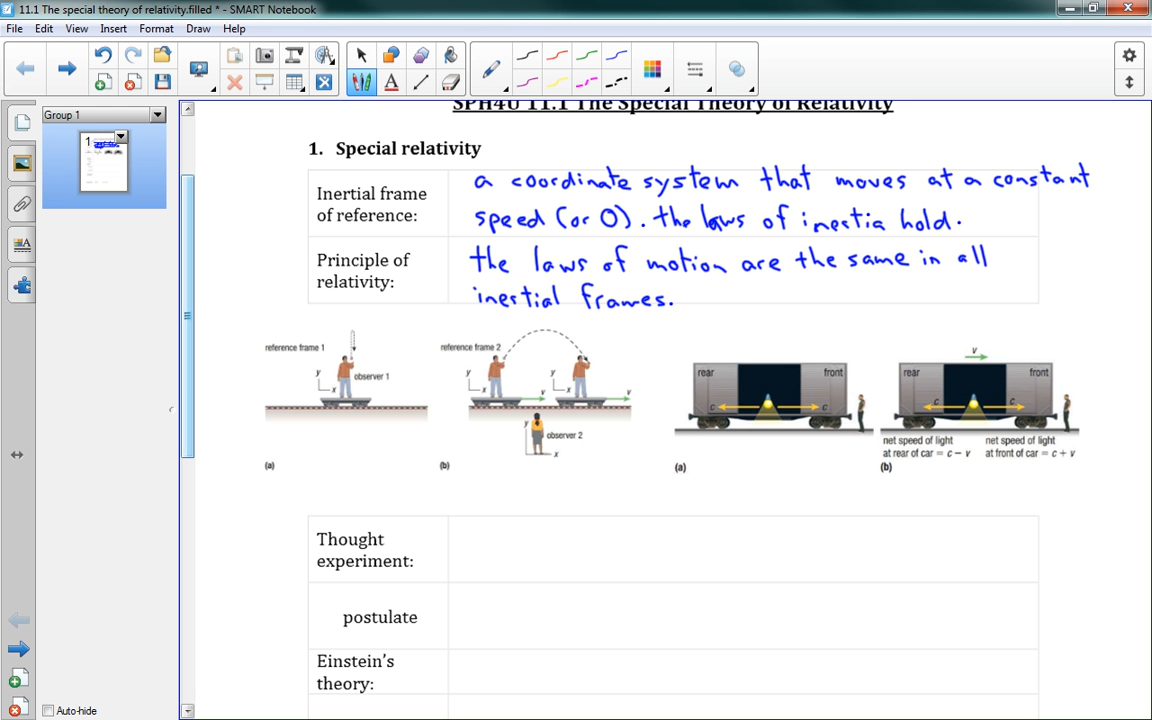 11.1 The special theory of relativity.filled * - SMART Notebook
File Edit View Insert Format Draw Help
Group 1
1
SPH4U 11.1 The Special Theory of Relativity
1. Special relativity
Inertial frame
of reference:
a coordinate system that moves at a constant
speed (or 0). the laws of inertia hold.
Principle of
relativity:
the laws of motion are the same in all
inertial frames.
reference frame 1
observer 1
y
x
(a)
reference frame 2
y
x
y
x
v
v
y
observer 2
x
(b)
rear
front
c
c
(a)
v
rear
front
c
c
net speed of light
at rear of car = c − v
net speed of light
at front of car = c + v
(b)
Thought
experiment:
postulate
Einstein's
theory:
Auto-hide